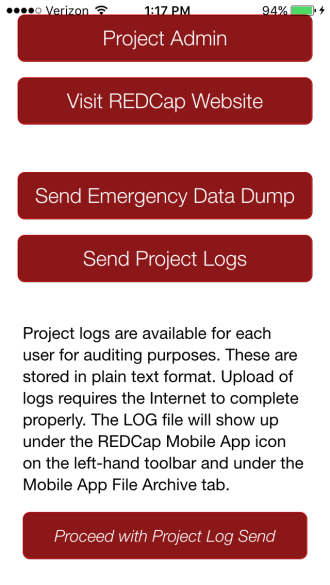 Verizon 1:17 PM 94%
Project Admin
Visit REDCap Website
Send Emergency Data Dump
Send Project Logs
Project logs are available for each
user for auditing purposes. These are
stored in plain text format. Upload of
logs requires the Internet to complete
properly. The LOG file will show up
under the REDCap Mobile App icon
on the left-hand toolbar and under the
Mobile App File Archive tab.
Proceed with Project Log Send